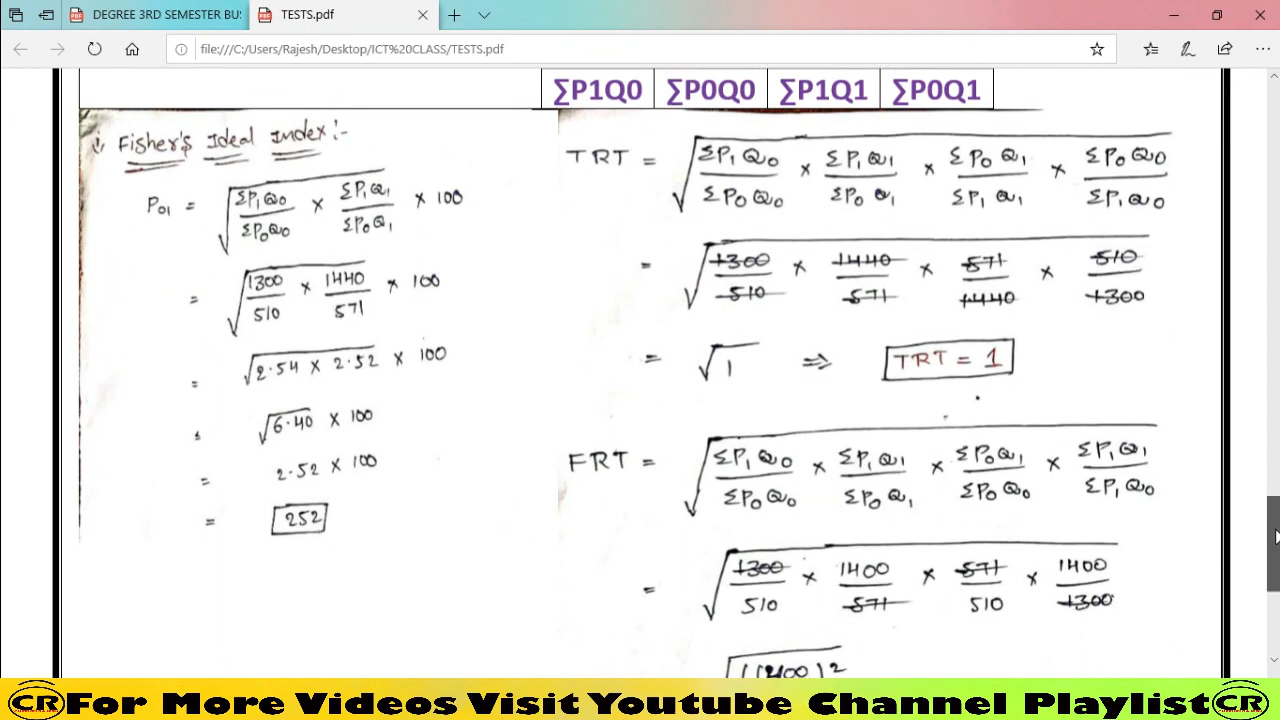 DEGREE 3RD SEMESTER BUS
TESTS.pdf
file:///C:/Users/Rajesh/Desktop/ICT%20CLASS/TESTS.pdf
∑P1Q0 ∑P0Q0 ∑P1Q1 ∑P0Q1
Fisher's Ideal Index:-
P01 = √(ΣP1Q0/ΣP0Q0 × ΣP1Q1/ΣP0Q1) × 100
= √(1300/510 × 1440/571) × 100
= √(2.54 × 2.52) × 100
= √6.40 × 100
= 2.52 × 100
= 252
TRT = √(ΣP1Q0/ΣP0Q0 × ΣP1Q1/ΣP0Q1 × ΣP0Q1/ΣP1Q1 × ΣP0Q0/ΣP1Q0)
= √(1300/510 × 1440/571 × 571/1440 × 510/1300)
= √1 ⇒ TRT = 1
FRT = √(ΣP1Q0/ΣP0Q0 × ΣP1Q1/ΣP0Q1 × ΣP0Q1/ΣP0Q0 × ΣP1Q1/ΣP1Q0)
= √(1300/510 × 1400/571 × 571/510 × 1400/1300)
CR For More Videos Visit Youtube Channel Playlist CR